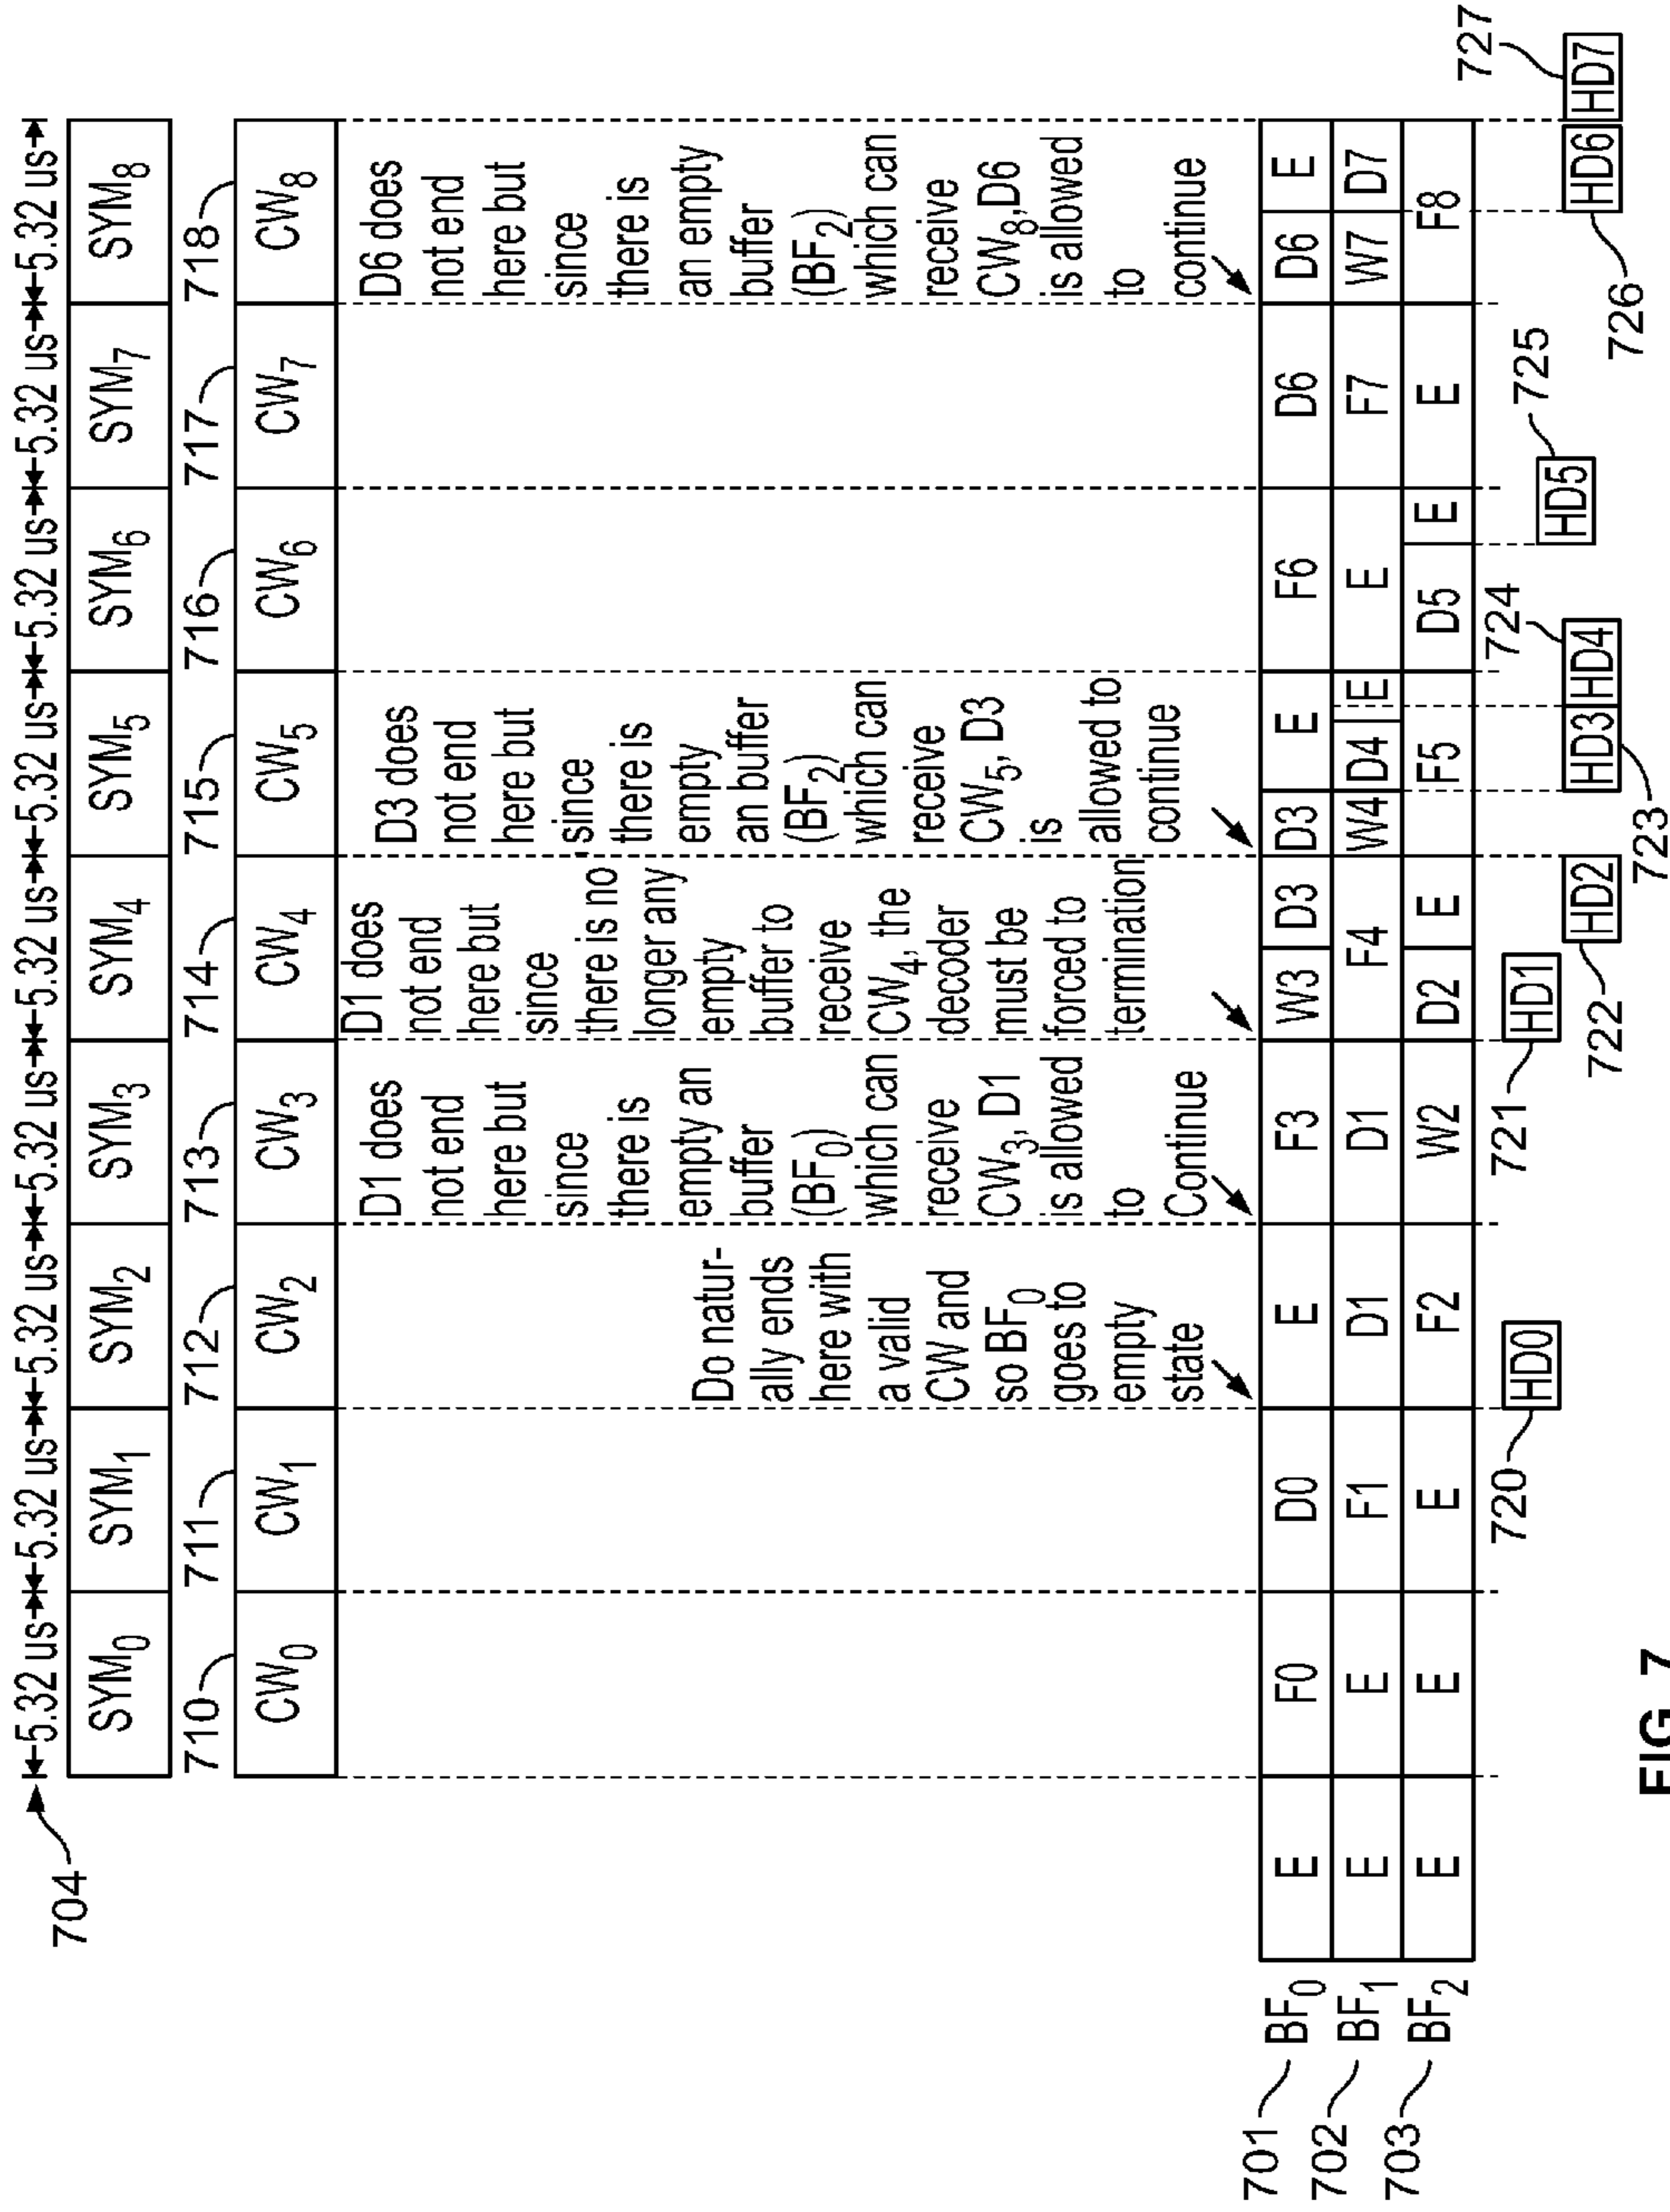 704
5.32 us 5.32 us 5.32 us 5.32 us 5.32 us 5.32 us 5.32 us 5.32 us 5.32 us
SYM0 SYM1 SYM2 SYM3 SYM4 SYM5 SYM6 SYM7 SYM8
710 711 712 713 714 715 716 717 718
CW0 CW1 CW2 CW3 CW4 CW5 CW6 CW7 CW8
Do natur-
ally ends
here with
a valid
CW and
so BF0
goes to
empty
state
D1 does
not end
here but
since
there is
empty an
buffer
(BF0)
which can
receive
CW3, D1
is allowed
to
Continue
D1 does
not end
here but
since
there is no
longer any
empty
buffer to
receive
CW4, the
decoder
must be
forced to
termination
D3 does
not end
here but
since
there is
empty
an buffer
(BF2)
which can
receive
CW5, D3
is
allowed to
continue
D6 does
not end
here but
since
there is
an empty
buffer
(BF2)
which can
receive
CW8,D6
is allowed
to
continue
701 BF0 E F0 D0 E F3 W3 D3 D3 E F6 D6 D6 E
702 BF1 E E F1 D1 D1 F4 W4 D4 E E F7 W7 D7
703 BF2 E E E F2 W2 D2 E F5 D5 E E F8
720 HD0
721 HD1
722 HD2
723 HD3
724 HD4
725 HD5
726 HD6
727 HD7
FIG. 7